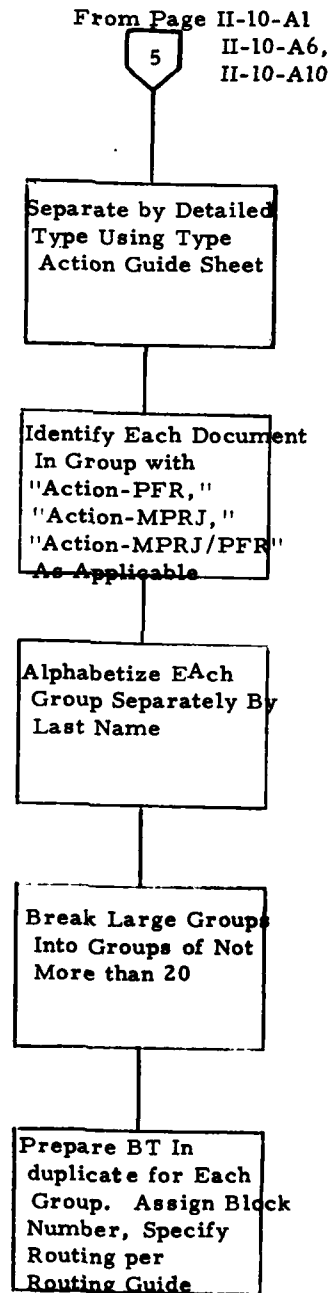 From Page II-10-A1
II-10-A6,
II-10-A10
5
Separate by Detailed
Type Using Type
Action Guide Sheet
Identify Each Document
In Group with
"Action-PFR,"
"Action-MPRJ,"
"Action-MPRJ/PFR"
As Applicable
Alphabetize EAch
Group Separately By
Last Name
Break Large Groups
Into Groups of Not
More than 20
Prepare BT In
duplicate for Each
Group. Assign Block
Number, Specify
Routing per
Routing Guide